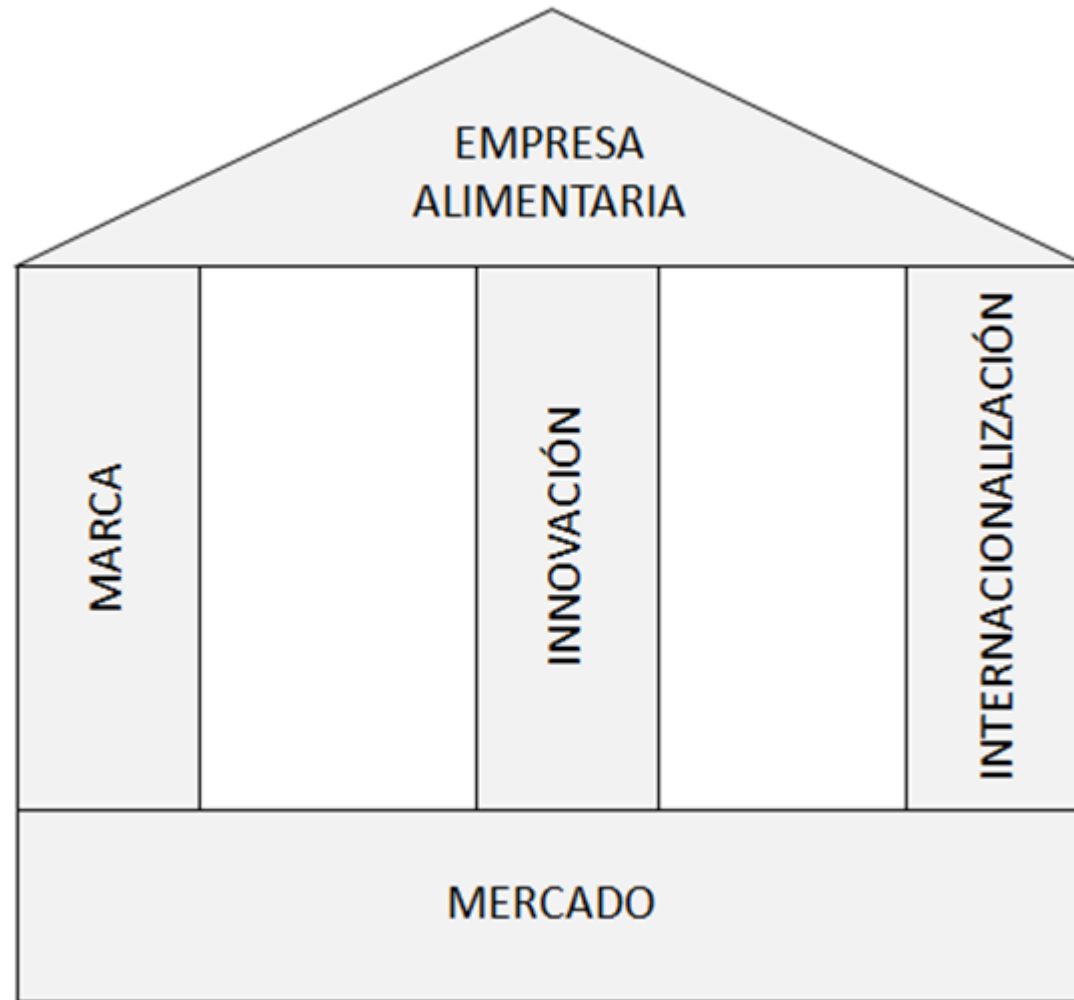 EMPRESA
ALIMENTARIA
MARCA
INNOVACIÓN
INTERNACIONALIZACIÓN
MERCADO